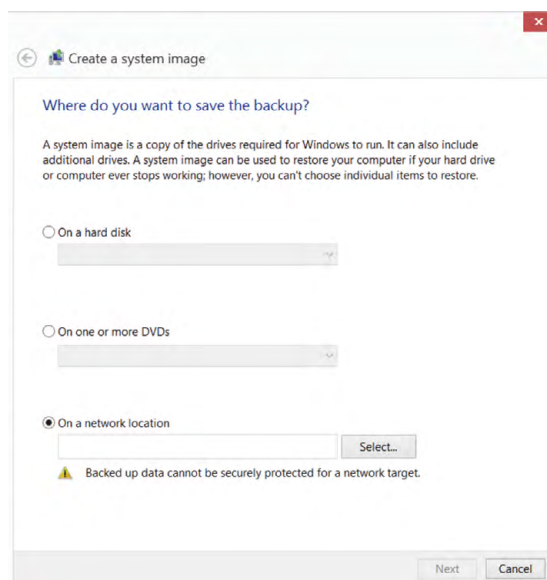 Create a system image
Where do you want to save the backup?
A system image is a copy of the drives required for Windows to run. It can also include
additional drives. A system image can be used to restore your computer if your hard drive
or computer ever stops working; however, you can't choose individual items to restore.
On a hard disk
On one or more DVDs
On a network location
Select...
Backed up data cannot be securely protected for a network target.
Next Cancel